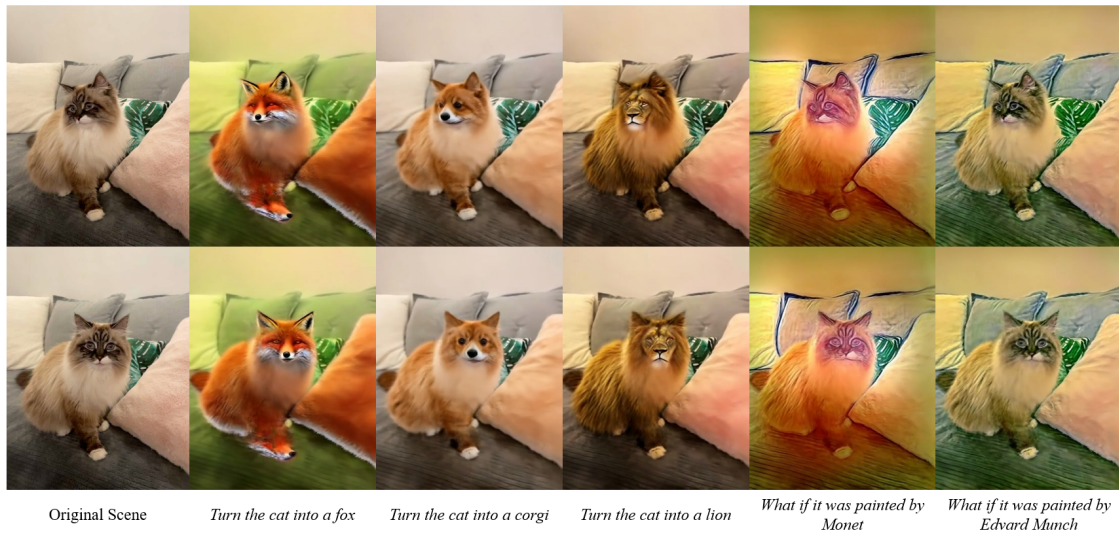 Original Scene
Turn the cat into a fox
Turn the cat into a corgi
Turn the cat into a lion
What if it was painted by
Monet
What if it was painted by
Edvard Munch